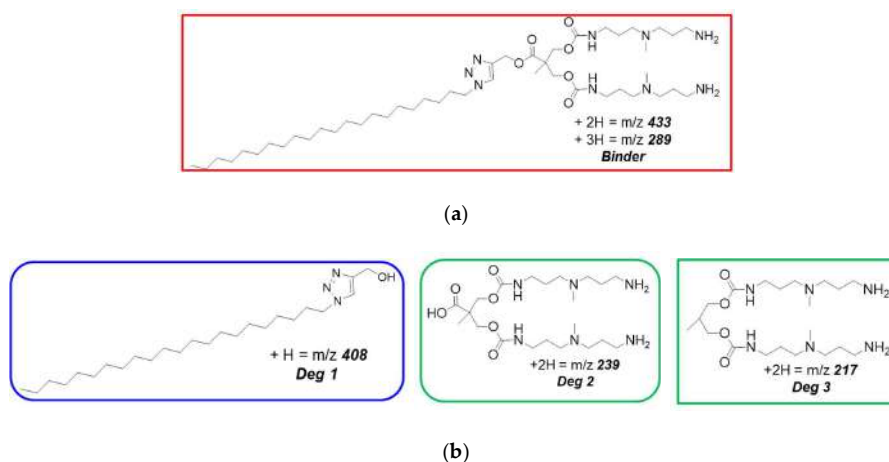 O
O N H N NH2
O
N N N
O
O N H N NH2
O
+ 2H = m/z 433
+ 3H = m/z 289
Binder
(a)
N N N OH
+ H = m/z 408
Deg 1
O
O N H N NH2
O
HO
O N H N NH2
O
+2H = m/z 239
Deg 2
O
O N H N NH2
O N H N NH2
O
+2H = m/z 217
Deg 3
(b)